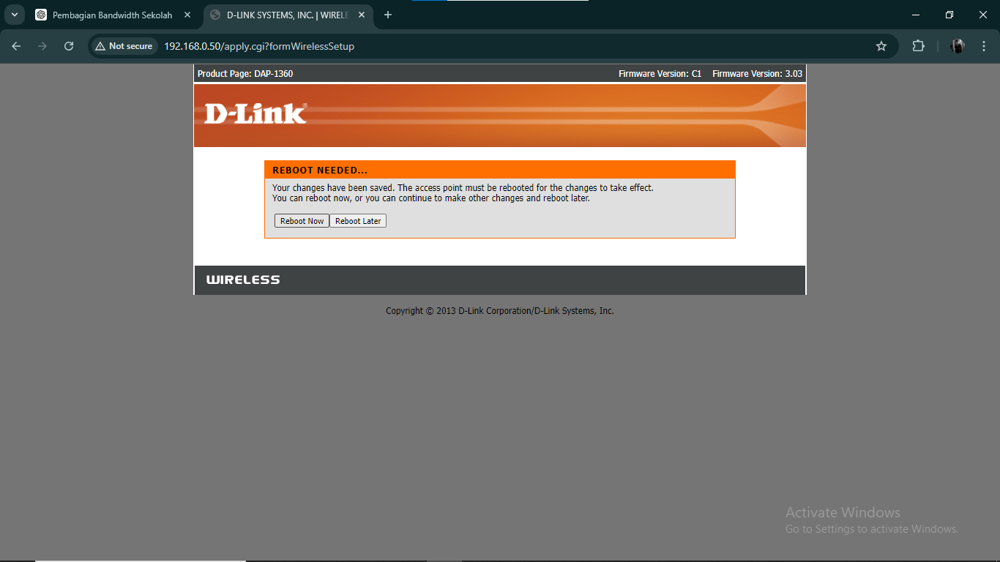 Pembagian Bandwidth Sekolah
D-LINK SYSTEMS, INC. | WIRELE
Not secure
192.168.0.50/apply.cgi?formWirelessSetup
Product Page: DAP-1360
Firmware Version: C1 Firmware Version: 3.03
D-Link®
REBOOT NEEDED...
Your changes have been saved. The access point must be rebooted for the changes to take effect.
You can reboot now, or you can continue to make other changes and reboot later.
Reboot Now Reboot Later
WIRELESS
Copyright © 2013 D-Link Corporation/D-Link Systems, Inc.
Activate Windows
Go to Settings to activate Windows.